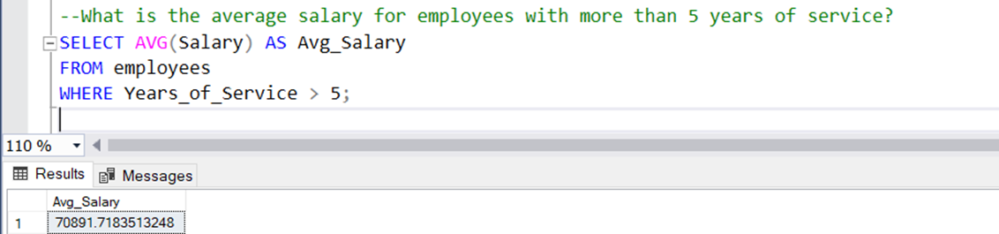 --What is the average salary for employees with more than 5 years of service?
SELECT AVG(Salary) AS Avg_Salary
FROM employees
WHERE Years_of_Service > 5;
110 %
Results Messages
Avg_Salary
1 70891.7183513248